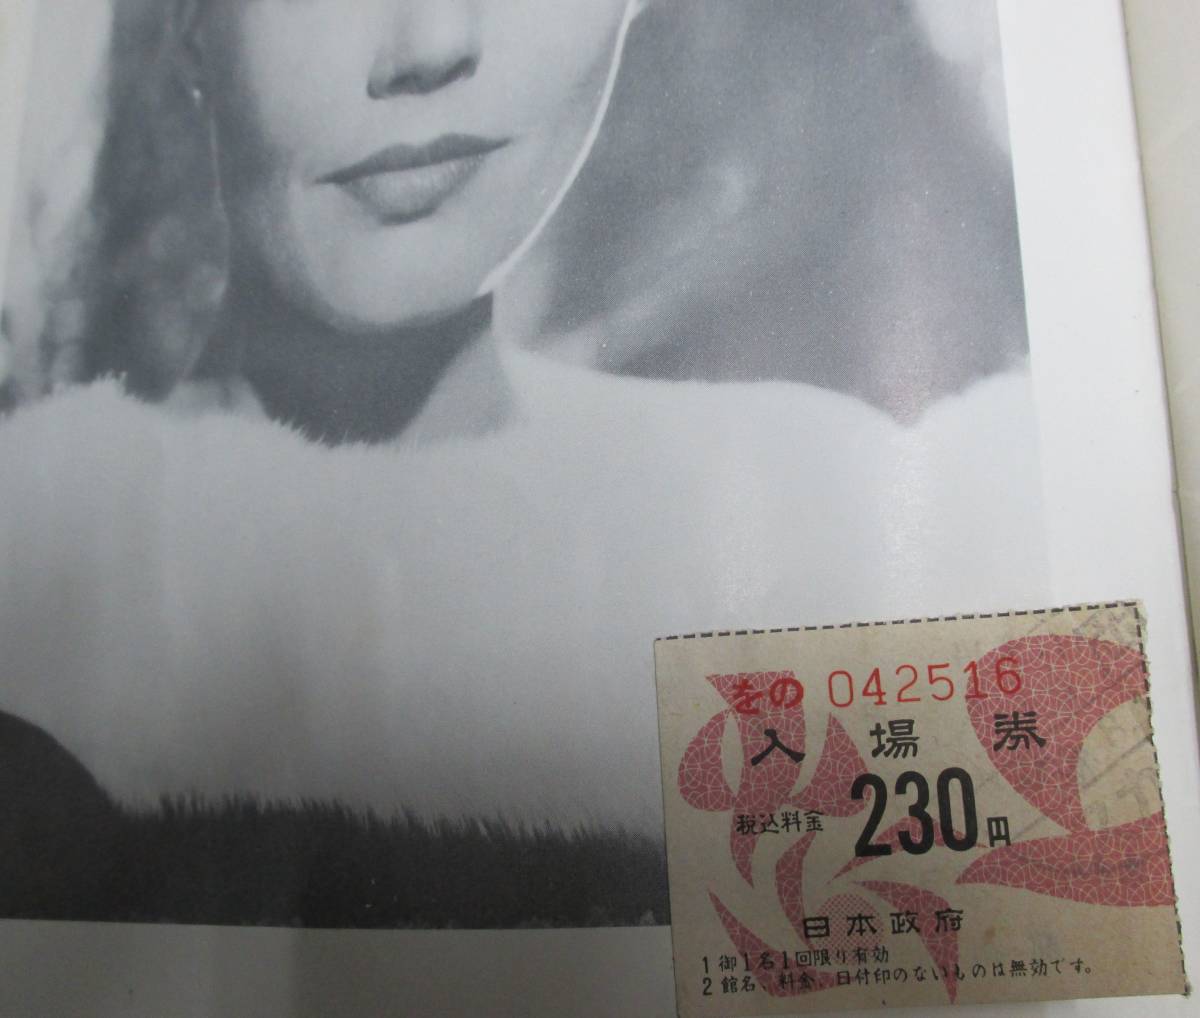 をの 042516
入場券
税込料金 230円
日本政府
1 御1名1回限り有効
2 館名、料金、日付印のないものは無効です。